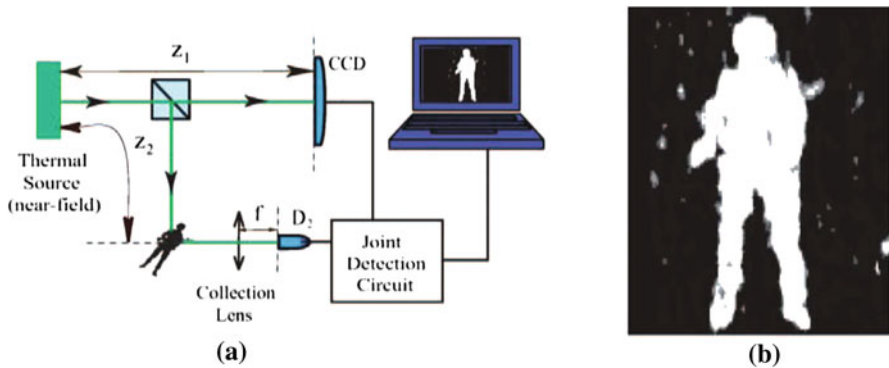 Z1
CCD
Z2
Thermal
Source
(near-field)
f
D2
Collection
Lens
Joint
Detection
Circuit
(a)
(b)